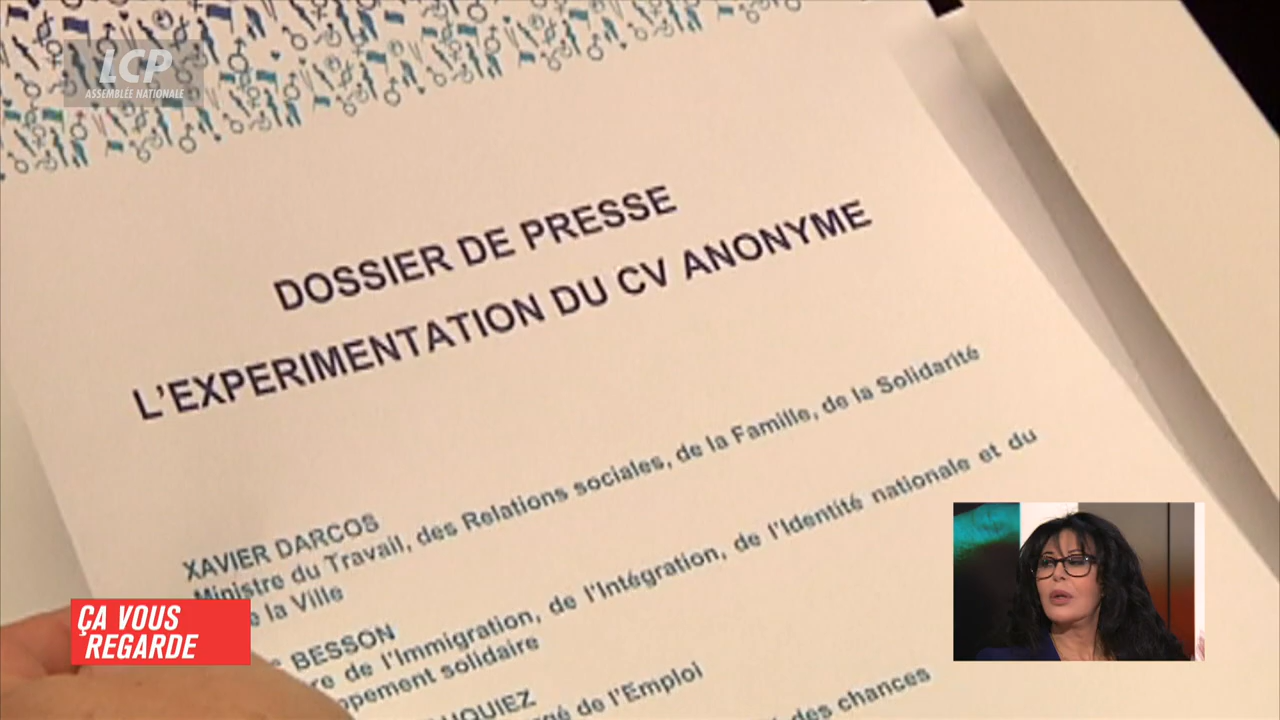 LCP
ASSEMBLÉE NATIONALE
DOSSIER DE PRESSE
L'EXPERIMENTATION DU CV ANONYME
XAVIER DARCOS
Ministre du Travail, des Relations sociales, de la Famille, de la Solidarité
de la Ville
BESSON
de l'Immigration, de l'Intégration, de l'Identité nationale et du
solidaire
de l'Emploi
des chances
ÇA VOUS
REGARDE